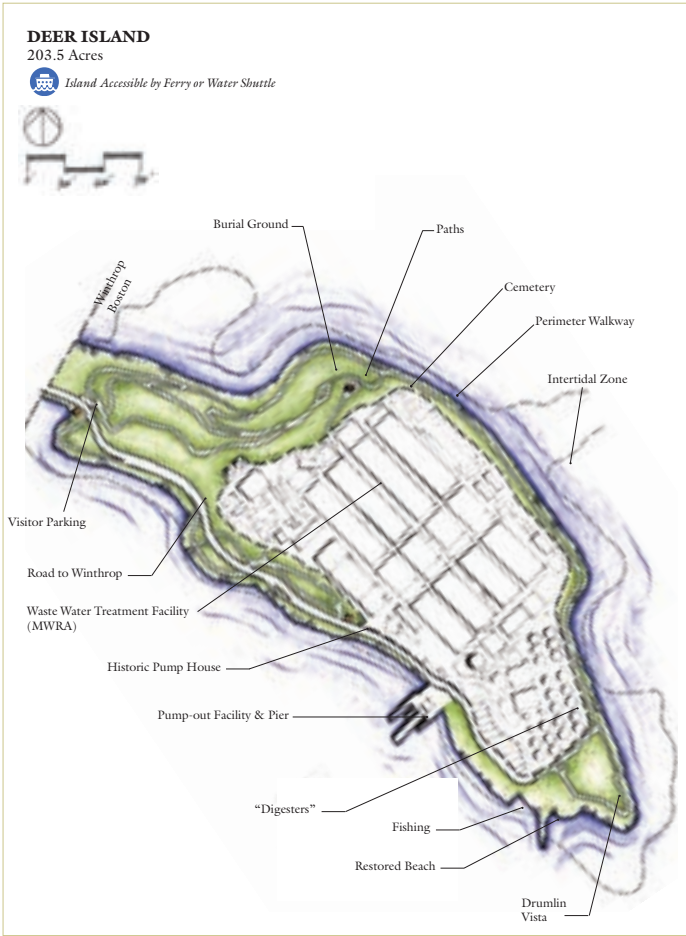 DEER ISLAND
203.5 Acres
Island Accessible by Ferry or Water Shuttle
Burial Ground
Paths
Winthrop
Boston
Cemetery
Perimeter Walkway
Intertidal Zone
Visitor Parking
Road to Winthrop
Waste Water Treatment Facility
(MWRA)
Historic Pump House
Pump-out Facility & Pier
“Digesters”
Fishing
Restored Beach
Drumlin
Vista